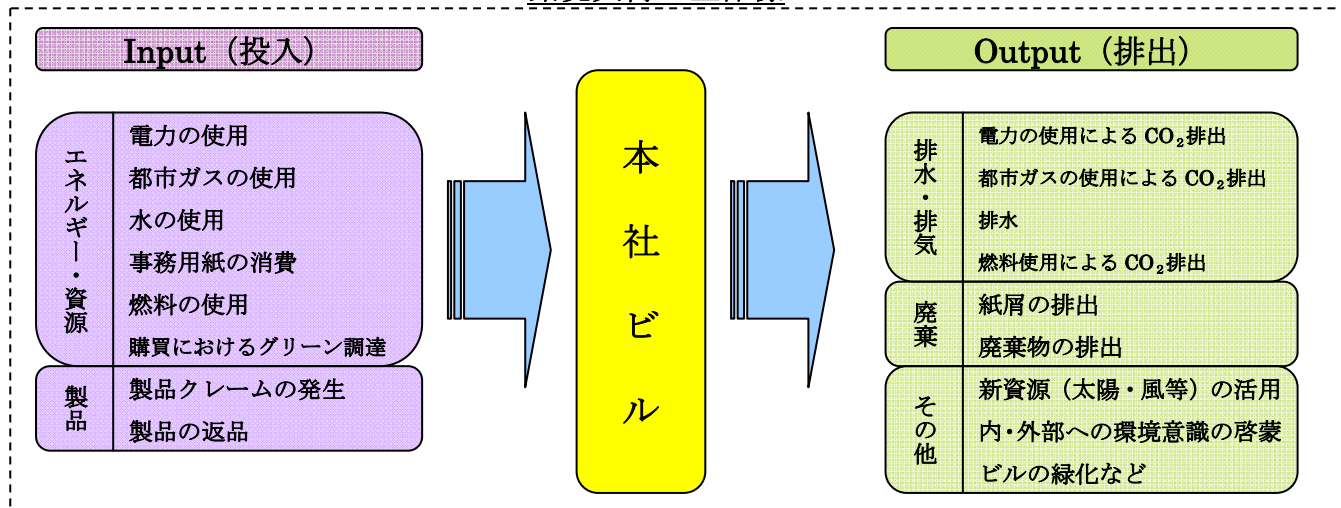 Input（投入）
エネルギー・資源
電力の使用
都市ガスの使用
水の使用
事務用紙の消費
燃料の使用
購買におけるグリーン調達
製品
製品クレームの発生
製品の返品
本社ビル
Output（排出）
排水・排気
電力の使用によるCO₂排出
都市ガスの使用によるCO₂排出
排水
燃料使用によるCO₂排出
廃棄
紙屑の排出
廃棄物の排出
その他
新資源（太陽・風等）の活用
内・外部への環境意識の啓蒙
ビルの緑化など